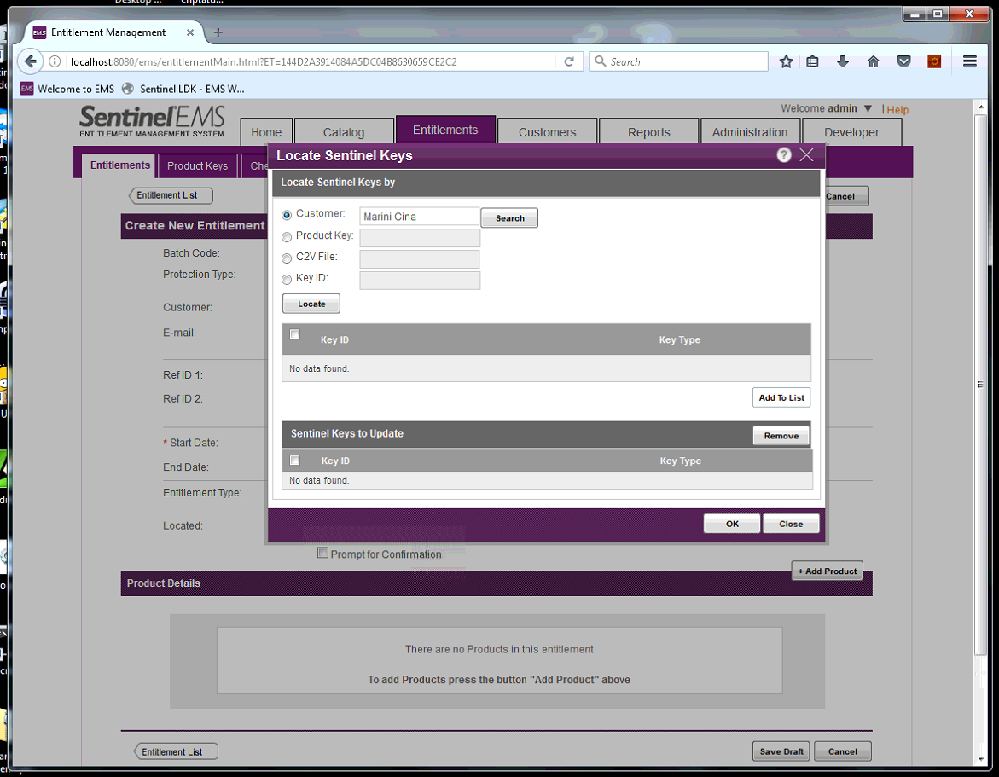 Desktop ...
Entitlement Management
localhost:8080/ems/entitlementMain.html?ET=144D2A3914084A5DC04B8630659CE2C2
Search
EMS Welcome to EMS Sentinel LDK - EMS W...
Sentinel EMS
ENTITLEMENT MANAGEMENT SYSTEM
Welcome admin ▼ | Help
Home Catalog Entitlements Customers Reports Administration Developer
Entitlements Product Keys Che
Locate Sentinel Keys ?
Entitlement List Cancel
Create New Entitlement
Batch Code:
Protection Type:
Customer:
E-mail:
Ref ID 1:
Ref ID 2:
* Start Date:
End Date:
Entitlement Type:
Located:
Locate Sentinel Keys by
Customer: Marini Cina Search
Product Key:
C2V File:
Key ID:
Locate
Key ID Key Type
No data found.
Add To List
Sentinel Keys to Update Remove
Key ID Key Type
No data found.
OK Close
Prompt for Confirmation
+ Add Product
Product Details
There are no Products in this entitlement
To add Products press the button "Add Product" above
Entitlement List Save Draft Cancel